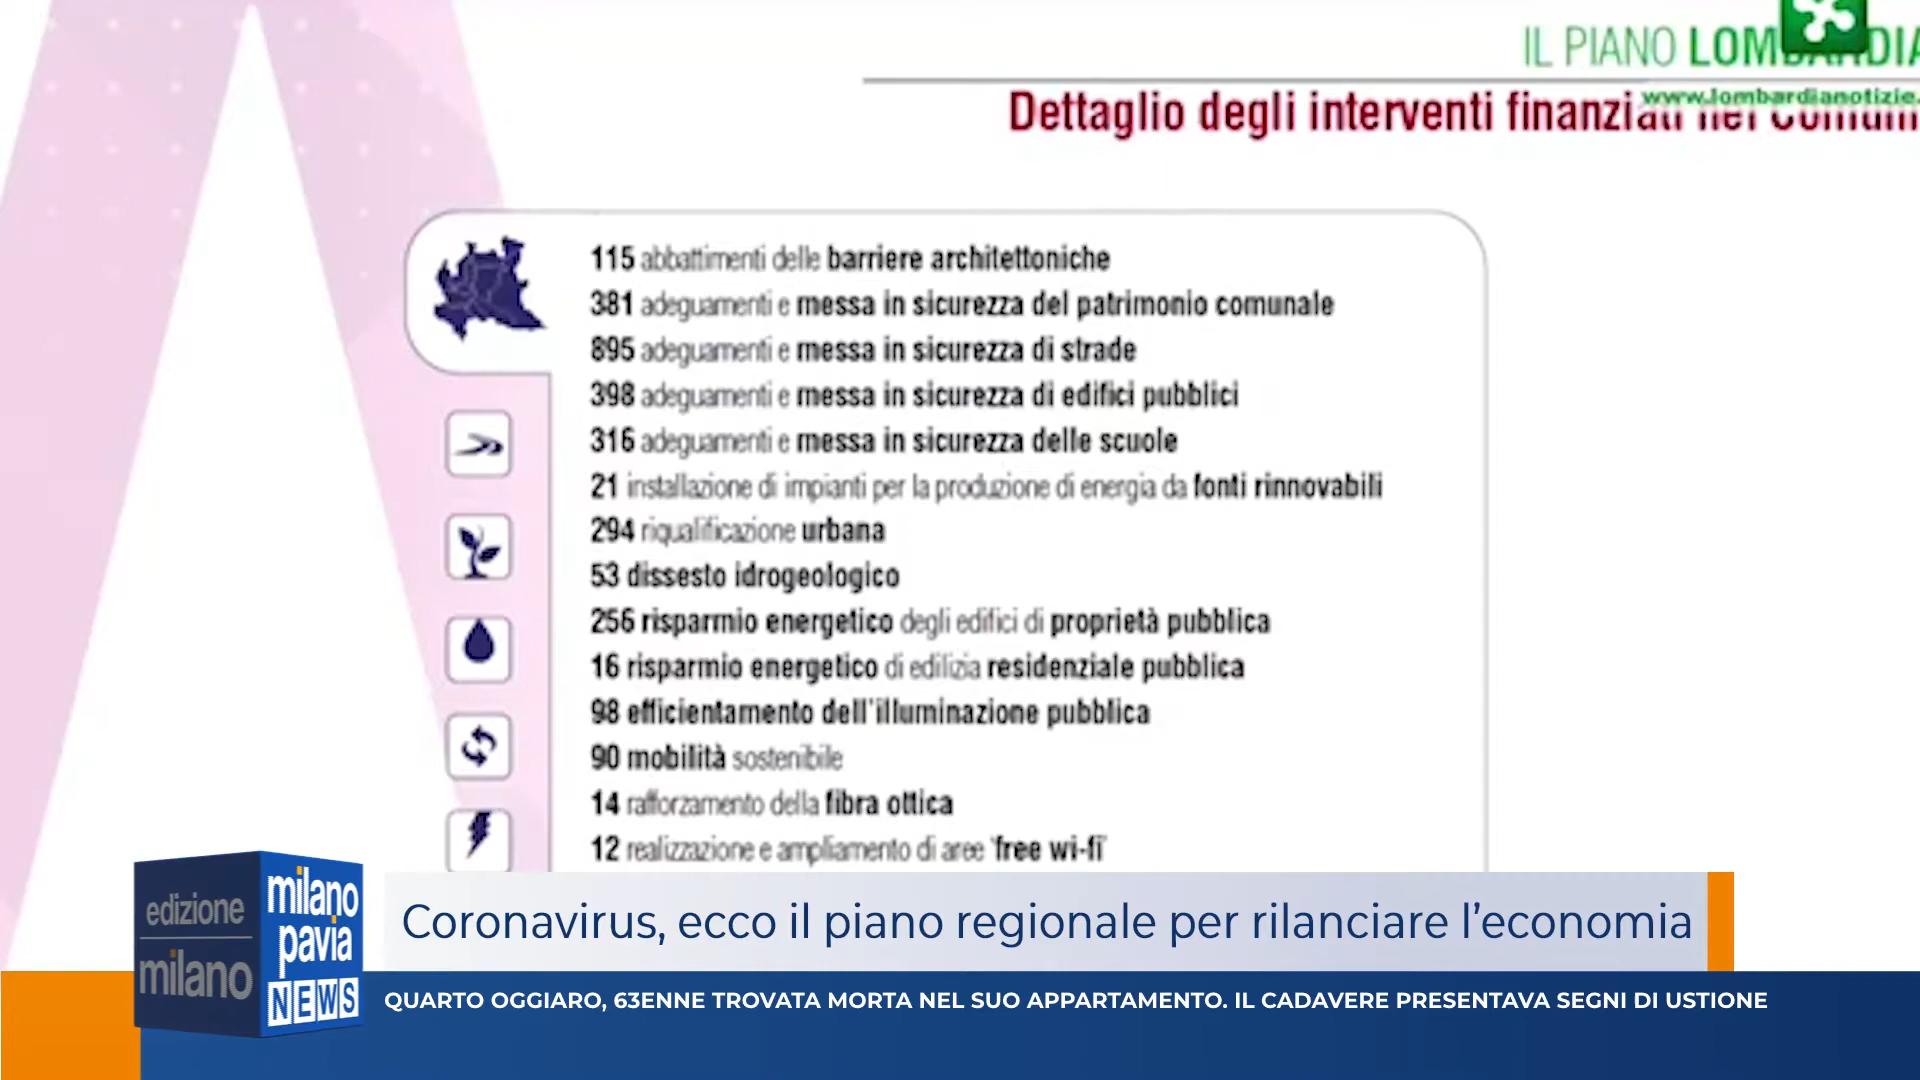 IL PIANO LOMBARDIA
www.lombardianotizie.
Dettaglio degli interventi finanziati nei Comuni
115 abbattimenti delle barriere architettoniche
381 adeguamenti e messa in sicurezza del patrimonio comunale
895 adeguamenti e messa in sicurezza di strade
398 adeguamenti e messa in sicurezza di edifici pubblici
316 adeguamenti e messa in sicurezza delle scuole
21 installazione di impianti per la produzione di energia da fonti rinnovabili
294 riqualificazione urbana
53 dissesto idrogeologico
256 risparmio energetico degli edifici di proprietà pubblica
16 risparmio energetico di edilizia residenziale pubblica
98 efficientamento dell'illuminazione pubblica
90 mobilità sostenibile
14 rafforzamento della fibra ottica
12 realizzazione e ampliamento di aree 'free wi-fi'
edizione
milano
milano
pavia
NEWS
Coronavirus, ecco il piano regionale per rilanciare l'economia
QUARTO OGGIARO, 63ENNE TROVATA MORTA NEL SUO APPARTAMENTO. IL CADAVERE PRESENTAVA SEGNI DI USTIONE